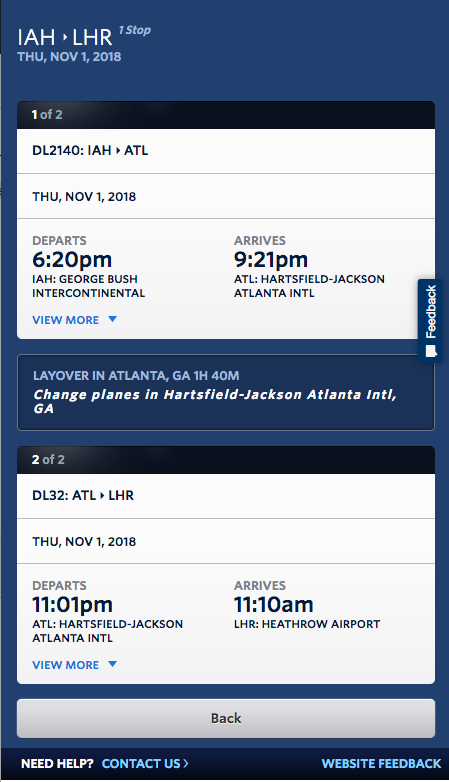 IAH ▸ LHR 1 Stop
THU, NOV 1, 2018
1 of 2
DL2140: IAH ▸ ATL
THU, NOV 1, 2018
DEPARTS
6:20pm
IAH: GEORGE BUSH
INTERCONTINENTAL
ARRIVES
9:21pm
ATL: HARTSFIELD-JACKSON
ATLANTA INTL
VIEW MORE ▼
Feedback
LAYOVER IN ATLANTA, GA 1H 40M
Change planes in Hartsfield-Jackson Atlanta Intl,
GA
2 of 2
DL32: ATL ▸ LHR
THU, NOV 1, 2018
DEPARTS
11:01pm
ATL: HARTSFIELD-JACKSON
ATLANTA INTL
ARRIVES
11:10am
LHR: HEATHROW AIRPORT
VIEW MORE ▼
Back
NEED HELP? CONTACT US › WEBSITE FEEDBACK